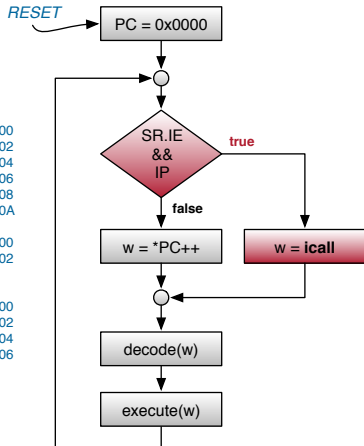 RESET
PC = 0x0000
SR.IE
&&
IP
true
false
w = *PC++
w = icall
decode(w)
execute(w)
00
02
04
06
08
0A
00
02
00
02
04
06